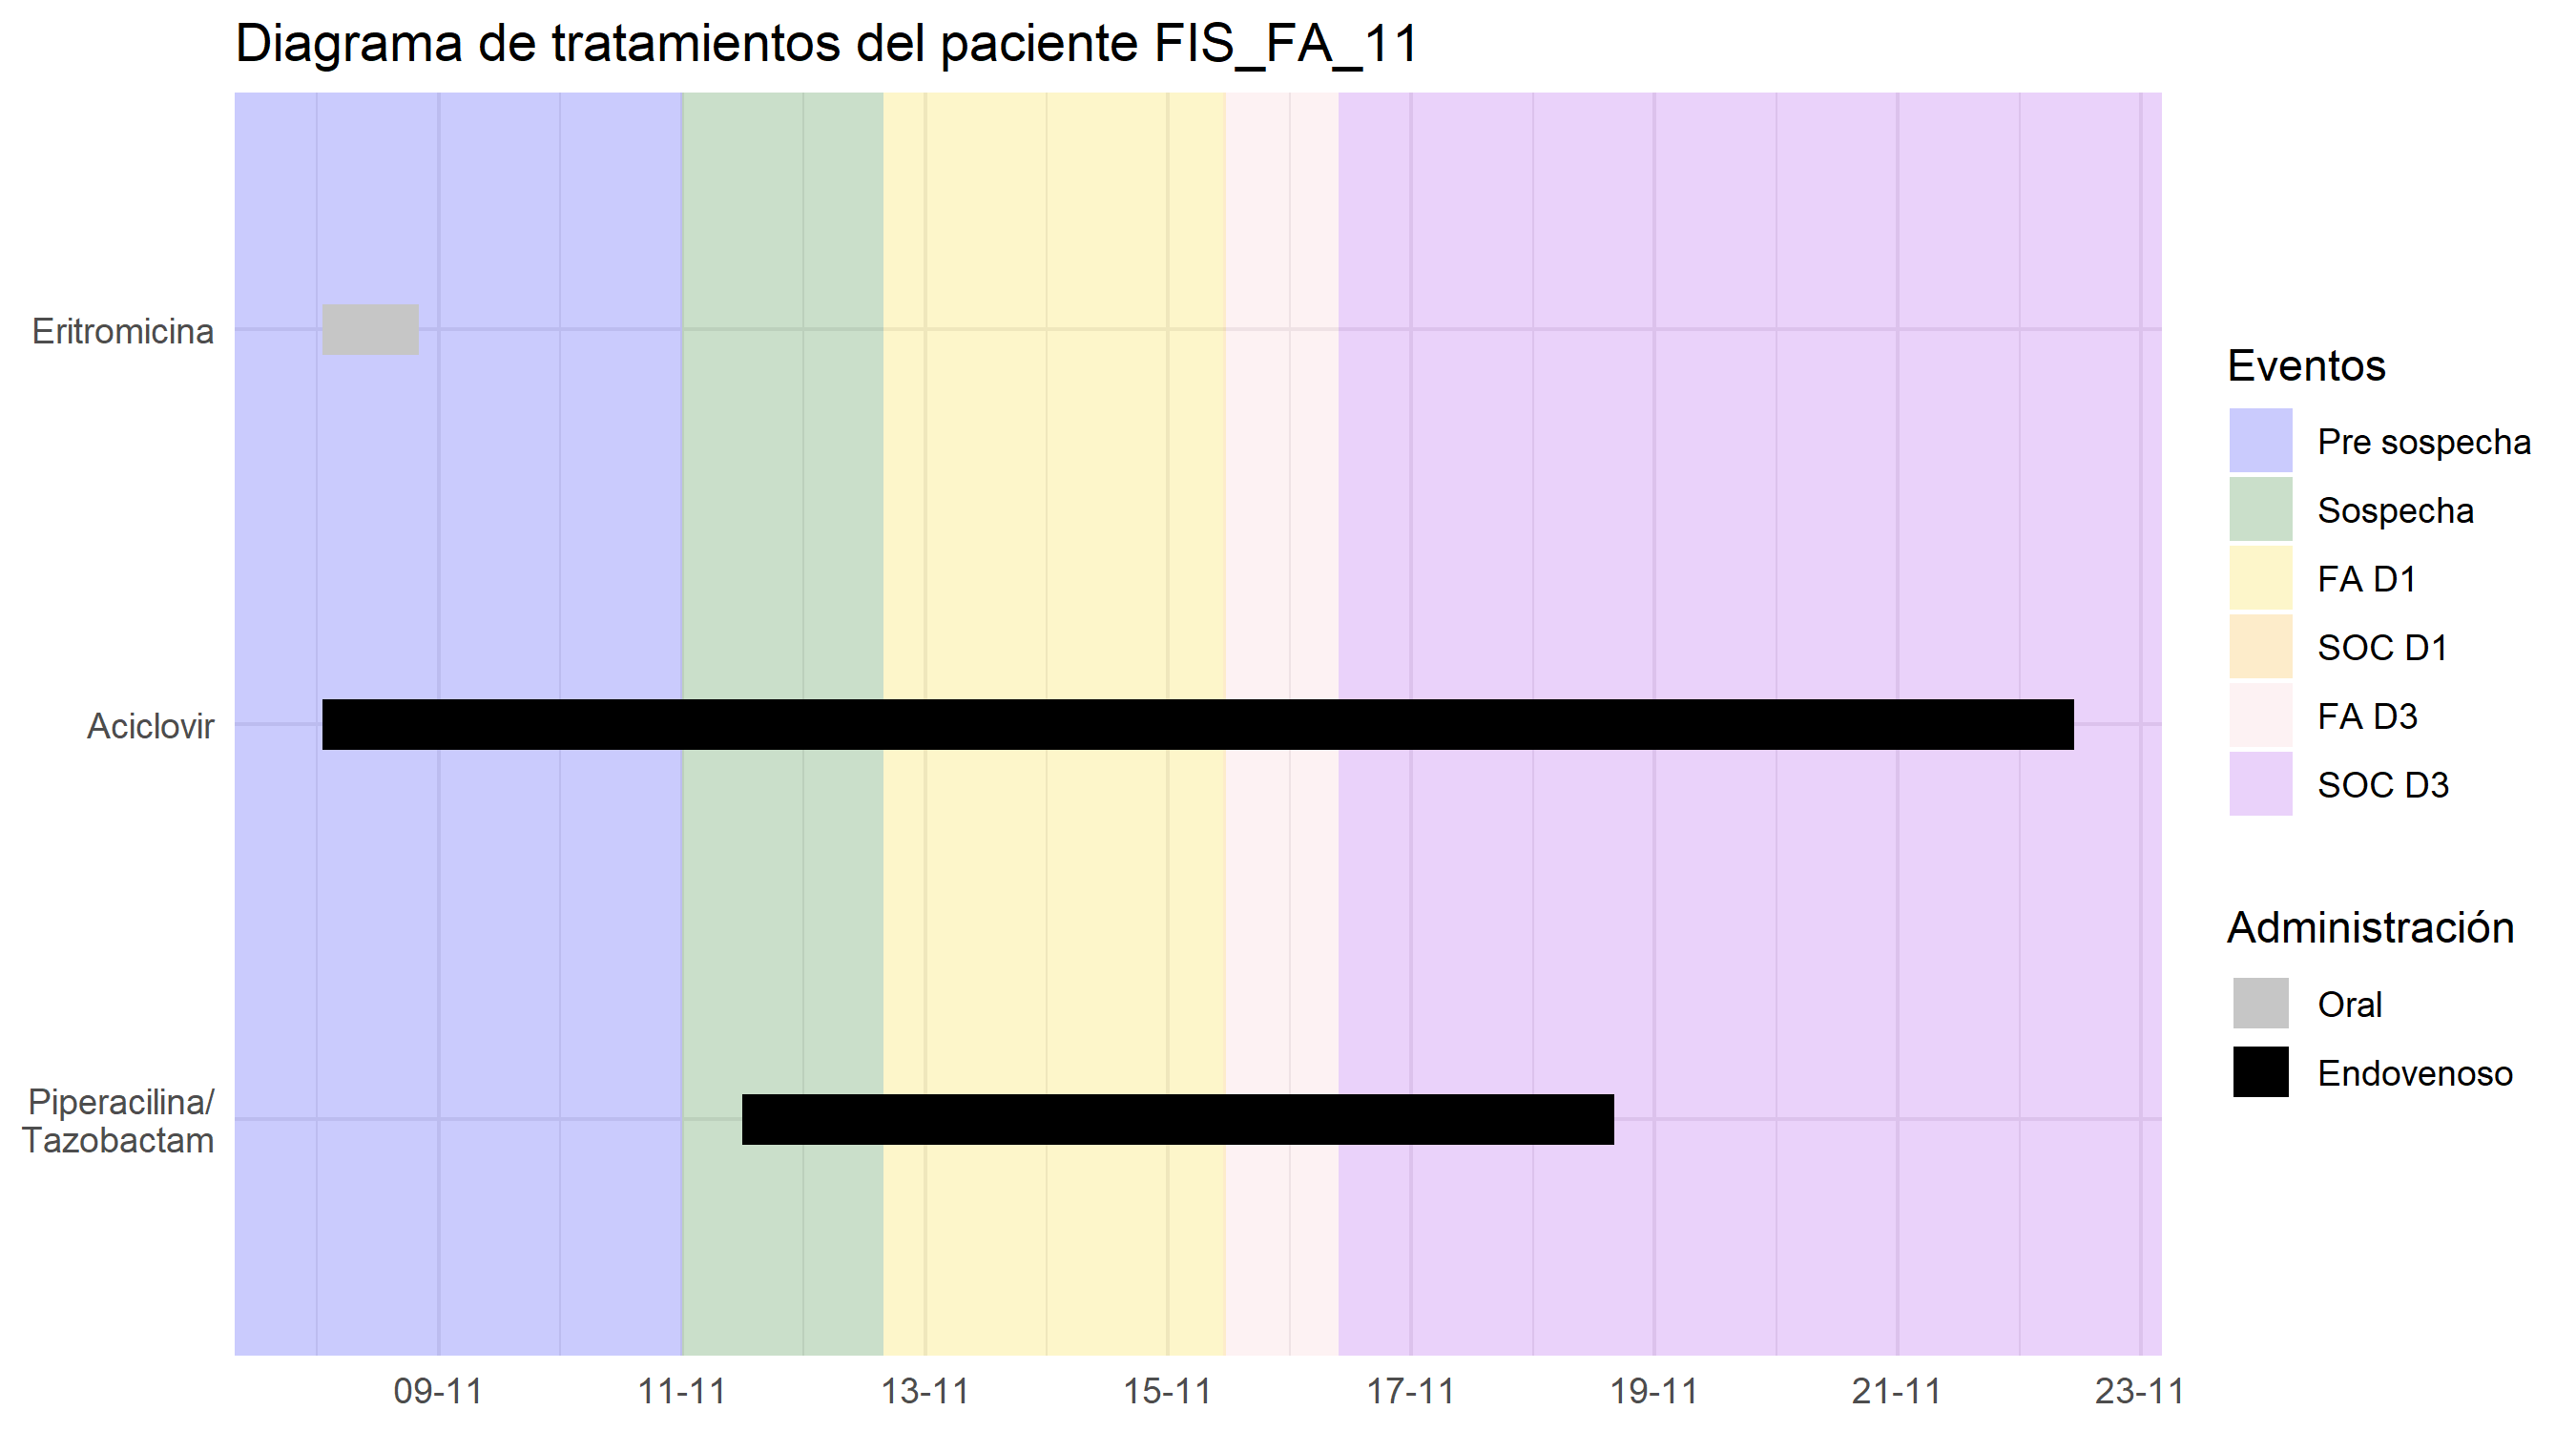 Diagrama de tratamientos del paciente FIS_FA_11
Eritromicina
Aciclovir
Piperacilina/
Tazobactam
09-11
11-11
13-11
15-11
17-11
19-11
21-11
23-11
Eventos
Pre sospecha
Sospecha
FA D1
SOC D1
FA D3
SOC D3
Administración
Oral
Endovenoso